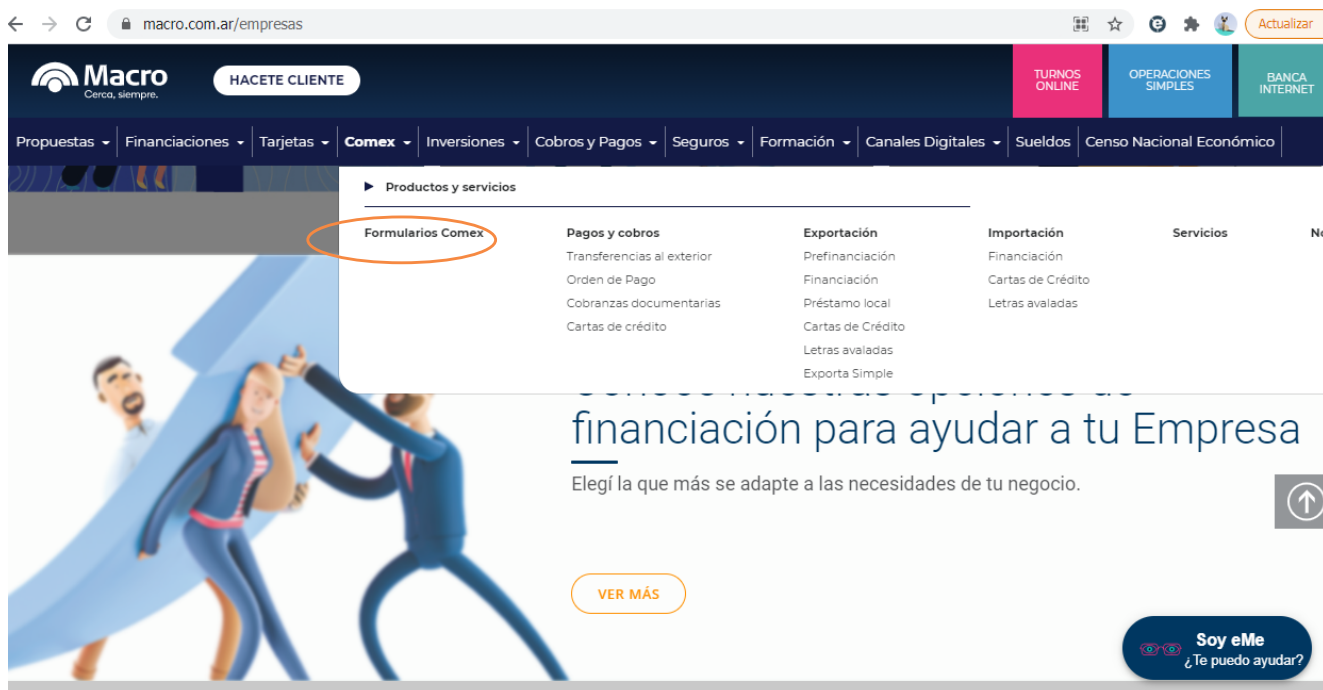 macro.com.ar/empresas
Actualizar
Macro
Cerca, siempre.
HACETE CLIENTE
TURNOS
ONLINE
OPERACIONES
SIMPLES
BANCA
INTERNET
Propuestas Financiaciones Tarjetas Comex Inversiones Cobros y Pagos Seguros Formación Canales Digitales Sueldos Censo Nacional Económico
Productos y servicios
Formularios Comex
Pagos y cobros
Transferencias al exterior
Orden de Pago
Cobranzas documentarias
Cartas de crédito
Exportación
Prefinanciación
Financiación
Préstamo local
Cartas de Crédito
Letras avaladas
Exporta Simple
Importación
Financiación
Cartas de Crédito
Letras avaladas
Servicios
financiación para ayudar a tu Empresa
Elegí la que más se adapte a las necesidades de tu negocio.
VER MÁS
Soy eMe
¿Te puedo ayudar?